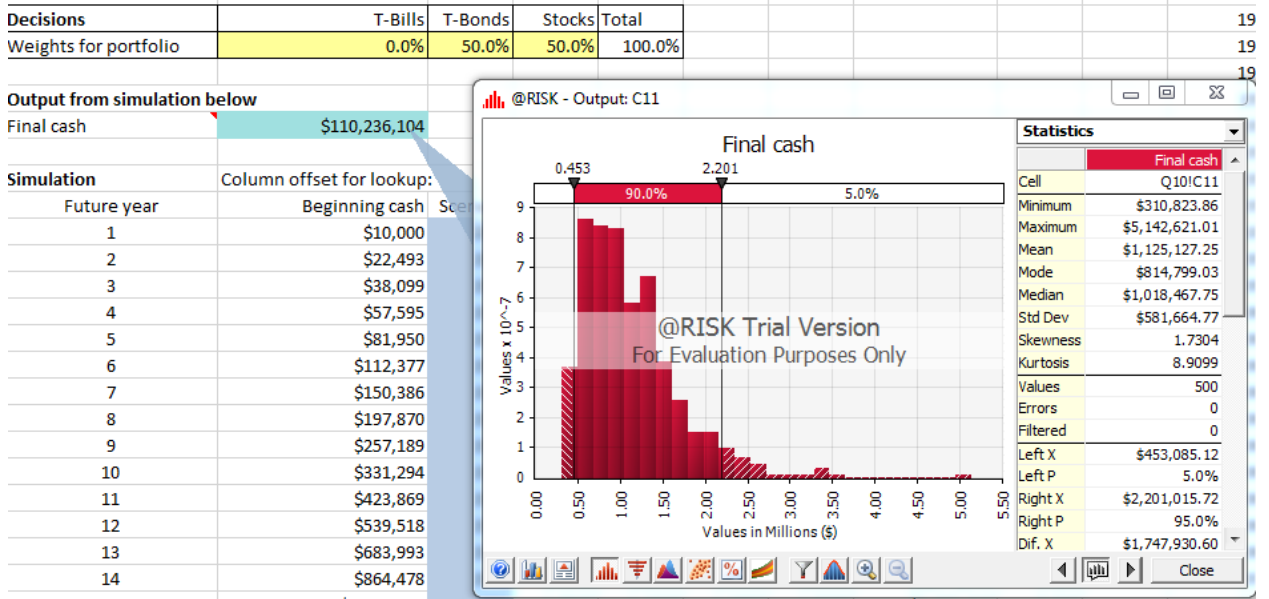 Decisions T-Bills T-Bonds Stocks Total 19
Weights for portfolio 0.0% 50.0% 50.0% 100.0% 19
19
Output from simulation below
Final cash $110,236,104
Simulation Column offset for lookup:
Future year Beginning cash
1 $10,000
2 $22,493
3 $38,099
4 $57,595
5 $81,950
6 $112,377
7 $150,386
8 $197,870
9 $257,189
10 $331,294
11 $423,869
12 $539,518
13 $683,993
14 $864,478
@RISK - Output: C11
Final cash
0.453 2.201
90.0% 5.0%
9
8
7
6
5
4
3
2
1
0
Values x 10^-7
@RISK Trial Version
For Evaluation Purposes Only
0.00 0.50 1.00 1.50 2.00 2.50 3.00 3.50 4.00 4.50 5.00 5.50
Values in Millions ($)
Statistics
Final cash
Cell Q10!C11
Minimum $310,823.86
Maximum $5,142,621.01
Mean $1,125,127.25
Mode $814,799.03
Median $1,018,467.75
Std Dev $581,664.77
Skewness 1.7304
Kurtosis 8.9099
Values 500
Errors 0
Filtered 0
Left X $453,085.12
Left P 5.0%
Right X $2,201,015.72
Right P 95.0%
Dif. X $1,747,930.60
Close